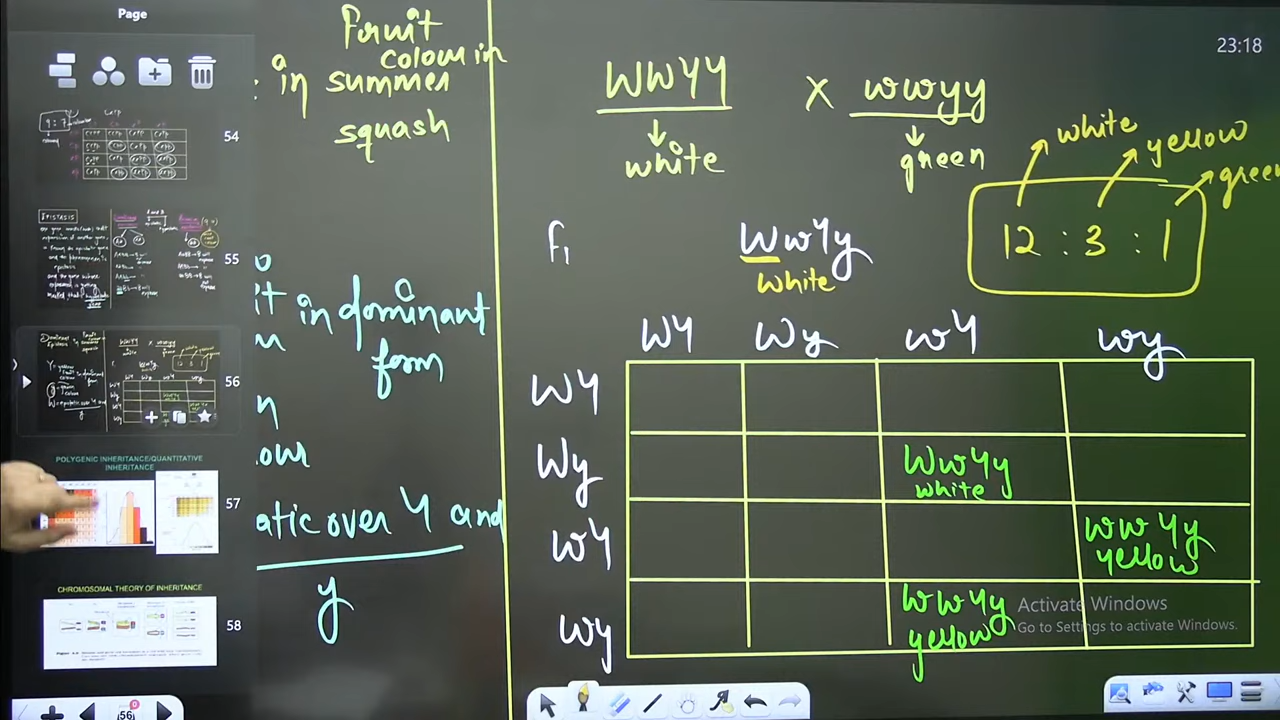 Page
54
55
56
POLYGENIC INHERITANCE/QUANTITATIVE
INHERITANCE
57
CHROMOSOMAL THEORY OF INHERITANCE
58
56
23:18
Fruit
colour in
: in summer
squash
it in dominant
form
our
atic over Y and
y
WWYY × wwyy
white green
F1 WwYy
white
white
yellow
green
12 : 3 : 1
WY Wy wY wy
WY
Wy WwYy
white
wY wwYy
yellow
wy wwYy
yellow
Activate Windows
Go to Settings to activate Windows.